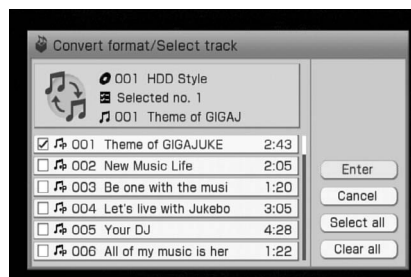 Convert format/Select track
001 HDD Style
Selected no. 1
001 Theme of GIGAJ
001 Theme of GIGAJUKE 2:43
002 New Music Life 2:05
003 Be one with the musi 1:20
004 Let's live with Jukebo 3:05
005 Your DJ 4:28
006 All of my music is her 1:22
Enter
Cancel
Select all
Clear all